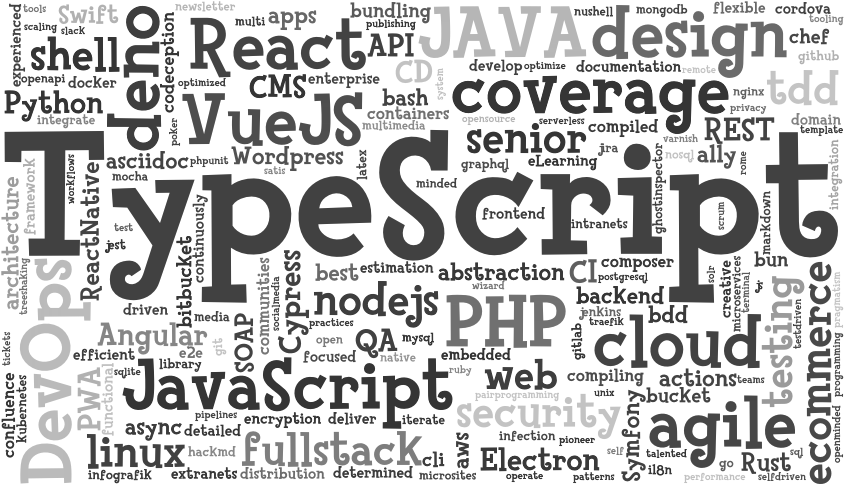 tools
Swift
newsletter
multi
apps
bundling
publishing
JAVA
design
nushell
mongodb
flexible
cordova
tooling
experienced
scaling
slack
shell
deno
codeception
React
API
chef
github
openapi
docker
optimized
CMS
enterprise
CD
system
develop
optimize
documentation
remote
tdd
Python
integrate
poker
VueJS
bash
containers
multimedia
coverage
opensource
serverless
nginx
privacy
domain
template
asciidoc
phpunit
Wordpress
satis
latex
senior
compiled
varnish
REST
jra
nosql
ally
rome
graphql
eLearning
architecture
framework
workflows
ReactNative
mocha
TypeScript
minded
ghostinspector
integration
frontend
intranets
scrum
markdown
test
jest
continuously
bitbucket
treeshaking
DevOps
driven
media
communities
socialmedia
Cypress
best
estimation
abstraction
wizard
CI
composer
postgresql
solr
creative
microservices
terminal
bun
nodejs
practices
PHP
backend
jenkins
traefik
bdd
testing
testdriven
ecommerce
pragmatism
programming
Angular
efficient
e2e
git
SOAP
open
QA
mysql
focused
native
embedded
ruby
gitlab
cloud
tickets
confluence
Kubernetes
sqlite
library
PWA
functional
JavaScript
web
compiling
unix
actions
teams
bucket
pairprogramming
security
pipelines
encryption
deliver
iterate
async
detailed
agile
openminded
linux
hackmd
fullstack
cli
aws
infection
pioneer
self
Symfony
talented
sql
infografik
extranets
distribution
determined
microsites
Electron
operate
patterns
i18n
go
Rust
performance
selfdriven